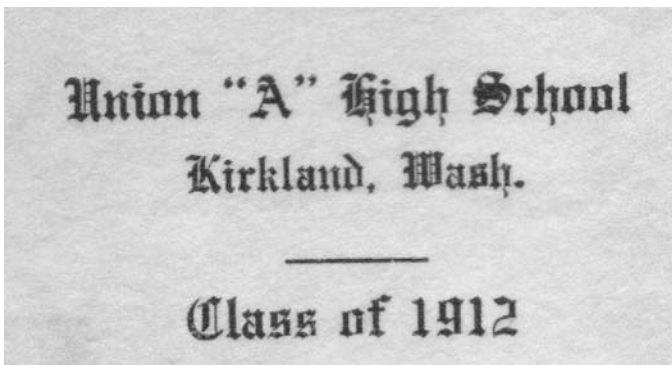 Union “A” High School
Kirkland, Wash.
Class of 1912